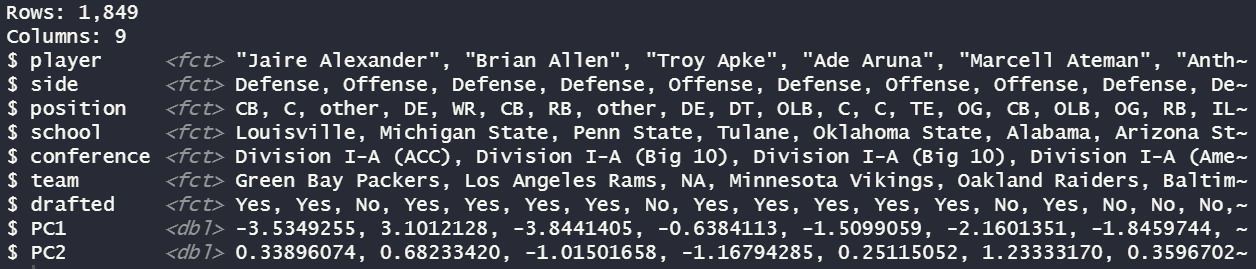 Rows: 1,849
Columns: 9
$ player     <fct> "Jaire Alexander", "Brian Allen", "Troy Apke", "Ade Aruna", "Marcell Ateman", "Anth~
$ side       <fct> Defense, Offense, Defense, Defense, Offense, Defense, Offense, Offense, Defense, De~
$ position   <fct> CB, C, other, DE, WR, CB, RB, other, DE, DT, OLB, C, C, TE, OG, CB, OLB, OG, RB, IL~
$ school     <fct> Louisville, Michigan State, Penn State, Tulane, Oklahoma State, Alabama, Arizona St~
$ conference <fct> Division I-A (ACC), Division I-A (Big 10), Division I-A (Big 10), Division I-A (Ame~
$ team       <fct> Green Bay Packers, Los Angeles Rams, NA, Minnesota Vikings, Oakland Raiders, Baltim~
$ drafted    <fct> Yes, Yes, No, Yes, Yes, Yes, No, Yes, Yes, Yes, Yes, Yes, No, Yes, No, No, No,~
$ PC1        <dbl> -3.5349255, 3.1012128, -3.8441405, -0.6384113, -1.5099059, -2.1601351, -1.8459744, ~
$ PC2        <dbl> 0.33896074, 0.68233420, -1.01501658, -1.16794285, 0.25115052, 1.23333170, 0.3596702~